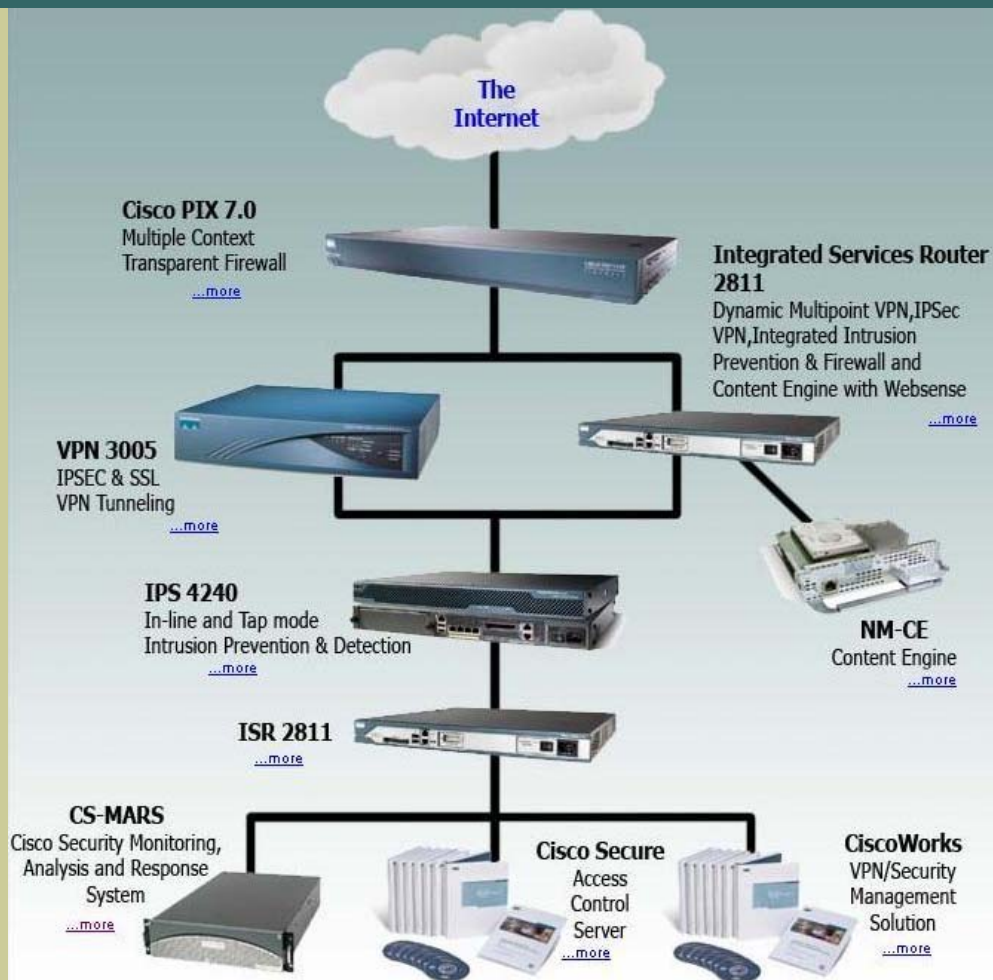 The
Internet
Cisco PIX 7.0
Multiple Context
Transparent Firewall
...more
Integrated Services Router
2811
Dynamic Multipoint VPN,IPSec
VPN,Integrated Intrusion
Prevention & Firewall and
Content Engine with Websense
...more
VPN 3005
IPSEC & SSL
VPN Tunneling
...more
IPS 4240
In-line and Tap mode
Intrusion Prevention & Detection
...more
NM-CE
Content Engine
...more
ISR 2811
...more
CS-MARS
Cisco Security Monitoring,
Analysis and Response
System
...more
Cisco Secure
Access
Control
Server
...more
CiscoWorks
VPN/Security
Management
Solution
...more